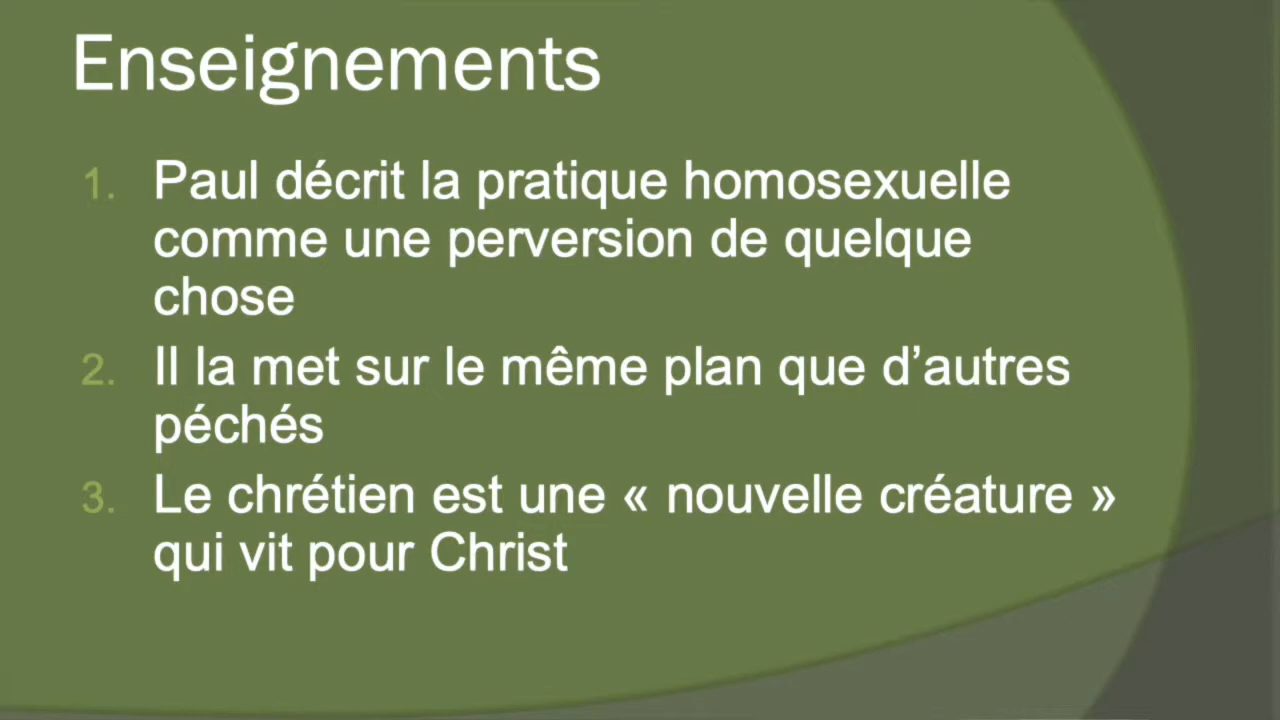 Enseignements
1. Paul décrit la pratique homosexuelle
comme une perversion de quelque
chose
2. Il la met sur le même plan que d’autres
péchés
3. Le chrétien est une « nouvelle créature »
qui vit pour Christ